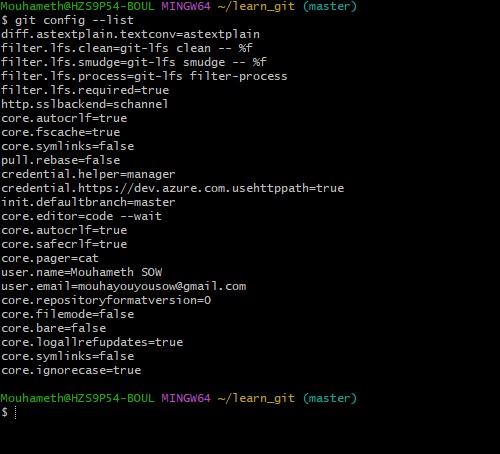 Mouhameth@HZS9P54-BOUL MINGW64 ~/learn_git (master)
$ git config --list
diff.astextplain.textconv=astextplain
filter.lfs.clean=git-lfs clean -- %f
filter.lfs.smudge=git-lfs smudge -- %f
filter.lfs.process=git-lfs filter-process
filter.lfs.required=true
http.sslbackend=schannel
core.autocrlf=true
core.fscache=true
core.symlinks=false
pull.rebase=false
credential.helper=manager
credential.https://dev.azure.com.usehttppath=true
init.defaultbranch=master
core.editor=code --wait
core.autocrlf=true
core.safecrlf=true
core.pager=cat
user.name=Mouhameth SOW
user.email=mouhayouyousow@gmail.com
core.repositoryformatversion=0
core.filemode=false
core.bare=false
core.logallrefupdates=true
core.symlinks=false
core.ignorecase=true
Mouhameth@HZS9P54-BOUL MINGW64 ~/learn_git (master)
$